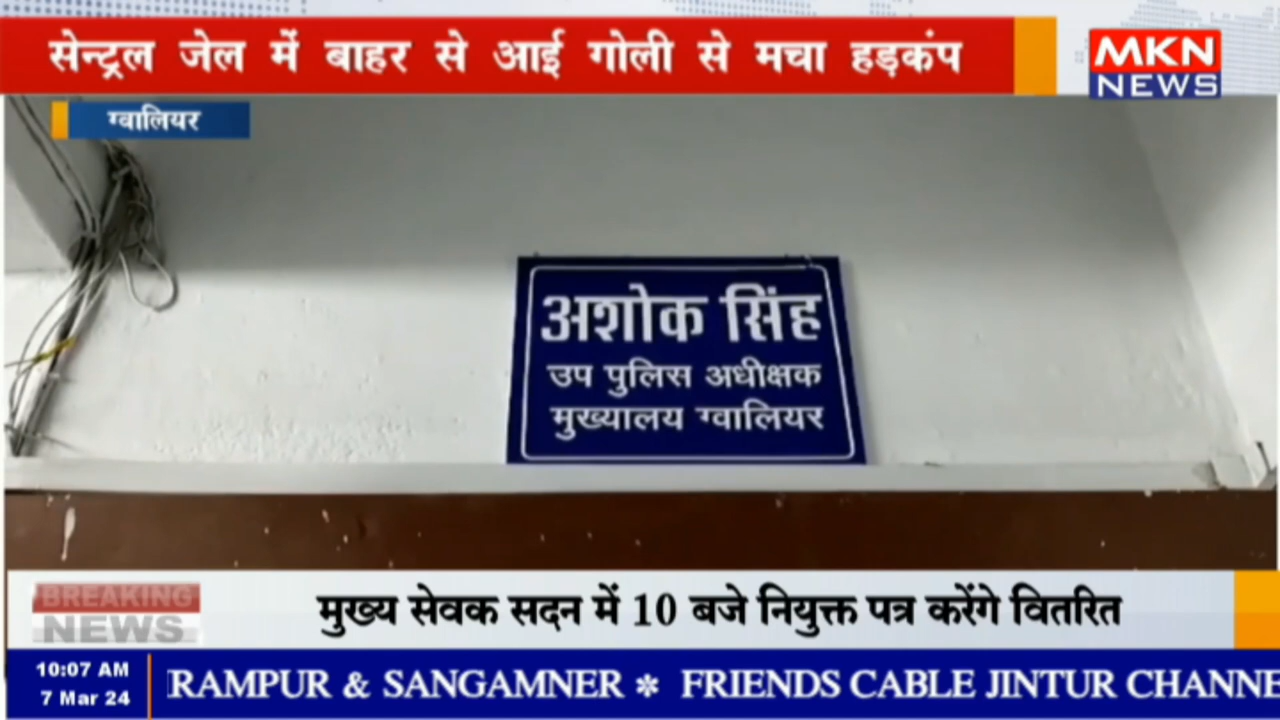 सेन्ट्रल जेल में बाहर से आई गोली से मचा हड़कंप
MKN
NEWS
ग्वालियर
अशोक सिंह
उप पुलिस अधीक्षक
मुख्यालय ग्वालियर
BREAKING
NEWS
मुख्य सेवक सदन में 10 बजे नियुक्त पत्र करेंगे वितरित
10:07 AM
7 Mar 24
RAMPUR & SANGAMNER * FRIENDS CABLE JINTUR CHANNE